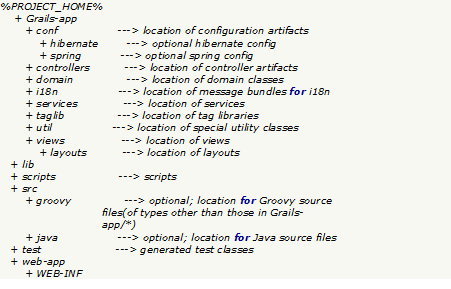 %PROJECT_HOME%
+ Grails-app
+ conf ---> location of configuration artifacts
+ hibernate ---> optional hibernate config
+ spring ---> optional spring config
+ controllers ---> location of controller artifacts
+ domain ---> location of domain classes
+ i18n ---> location of message bundles for i18n
+ services ---> location of services
+ taglib ---> location of tag libraries
+ util ---> location of special utility classes
+ views ---> location of views
+ layouts ---> location of layouts
+ lib
+ scripts ---> scripts
+ src
+ groovy ---> optional; location for Groovy source
files(of types other than those in Grails-
app/*)
+ java ---> optional; location for Java source files
+ test ---> generated test classes
+ web-app
+ WEB-INF